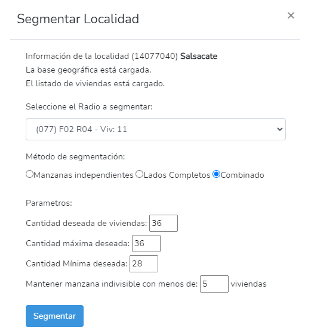 Segmentar Localidad
×
Información de la localidad (14077040) Salsacate
La base geográfica está cargada.
El listado de viviendas está cargado.
Seleccione el Radio a segmentar:
(077) F02 R04 - Viv: 11
Método de segmentación:
Manzanas independientes Lados Completos Combinado
Parametros:
Cantidad deseada de viviendas: 36
Cantidad máxima deseada: 36
Cantidad Mínima deseada: 28
Mantener manzana indivisible con menos de: 5 viviendas
Segmentar